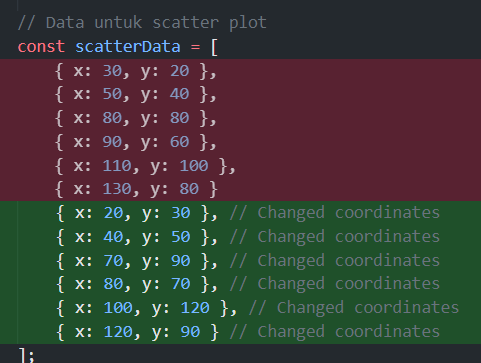 // Data untuk scatter plot
const scatterData = [
{ x: 30, y: 20 },
{ x: 50, y: 40 },
{ x: 80, y: 80 },
{ x: 90, y: 60 },
{ x: 110, y: 100 },
{ x: 130, y: 80 }
{ x: 20, y: 30 }, // Changed coordinates
{ x: 40, y: 50 }, // Changed coordinates
{ x: 70, y: 90 }, // Changed coordinates
{ x: 80, y: 70 }, // Changed coordinates
{ x: 100, y: 120 }, // Changed coordinates
{ x: 120, y: 90 } // Changed coordinates
];